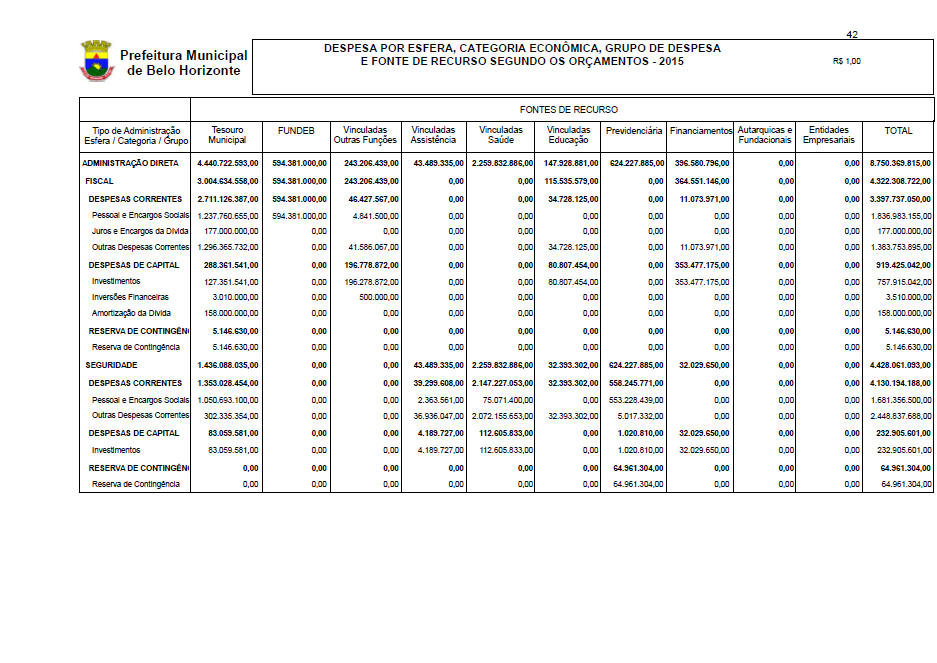 42
Prefeitura Municipal
de Belo Horizonte
DESPESA POR ESFERA, CATEGORIA ECONÔMICA, GRUPO DE DESPESA
E FONTE DE RECURSO SEGUNDO OS ORÇAMENTOS - 2015
R$ 1,00
FONTES DE RECURSO
Tipo de Administração Esfera / Categoria / Grupo Tesouro Municipal FUNDEB Vinculadas Outras Funções Vinculadas Assistência Vinculadas Saúde Vinculadas Educação Previdenciária Financiamentos Autarquicas e Fundacionais Entidades Empresariais TOTAL
ADMINISTRAÇÃO DIRETA 4.440.722.593,00 594.381.000,00 243.206.439,00 43.489.335,00 2.259.832.886,00 147.928.881,00 624.227.885,00 396.580.796,00 0,00 0,00 8.750.369.815,00
FISCAL 3.004.634.558,00 594.381.000,00 243.206.439,00 0,00 0,00 115.535.579,00 0,00 364.551.146,00 0,00 0,00 4.322.308.722,00
DESPESAS CORRENTES 2.711.126.387,00 594.381.000,00 46.427.567,00 0,00 0,00 34.728.125,00 0,00 11.073.971,00 0,00 0,00 3.397.737.050,00
Pessoal e Encargos Sociais 1.237.760.655,00 594.381.000,00 4.841.500,00 0,00 0,00 0,00 0,00 0,00 0,00 0,00 1.836.983.155,00
Juros e Encargos da Dívida 177.000.000,00 0,00 0,00 0,00 0,00 0,00 0,00 0,00 0,00 0,00 177.000.000,00
Outras Despesas Correntes 1.296.365.732,00 0,00 41.586.067,00 0,00 0,00 34.728.125,00 0,00 11.073.971,00 0,00 0,00 1.383.753.895,00
DESPESAS DE CAPITAL 288.361.541,00 0,00 196.778.872,00 0,00 0,00 80.807.454,00 0,00 353.477.175,00 0,00 0,00 919.425.042,00
Investimentos 127.351.541,00 0,00 196.278.872,00 0,00 0,00 80.807.454,00 0,00 353.477.175,00 0,00 0,00 757.915.042,00
Inversões Financeiras 3.010.000,00 0,00 500.000,00 0,00 0,00 0,00 0,00 0,00 0,00 0,00 3.510.000,00
Amortização da Dívida 158.000.000,00 0,00 0,00 0,00 0,00 0,00 0,00 0,00 0,00 0,00 158.000.000,00
RESERVA DE CONTINGÊN 5.146.630,00 0,00 0,00 0,00 0,00 0,00 0,00 0,00 0,00 0,00 5.146.630,00
Reserva de Contingência 5.146.630,00 0,00 0,00 0,00 0,00 0,00 0,00 0,00 0,00 0,00 5.146.630,00
SEGURIDADE 1.436.088.035,00 0,00 0,00 43.489.335,00 2.259.832.886,00 32.393.302,00 624.227.885,00 32.029.650,00 0,00 0,00 4.428.061.093,00
DESPESAS CORRENTES 1.353.028.454,00 0,00 0,00 39.299.608,00 2.147.227.053,00 32.393.302,00 558.245.771,00 0,00 0,00 0,00 4.130.194.188,00
Pessoal e Encargos Sociais 1.050.693.100,00 0,00 0,00 2.363.561,00 75.071.400,00 0,00 553.228.439,00 0,00 0,00 0,00 1.681.356.500,00
Outras Despesas Correntes 302.335.354,00 0,00 0,00 36.936.047,00 2.072.155.653,00 32.393.302,00 5.017.332,00 0,00 0,00 0,00 2.448.837.688,00
DESPESAS DE CAPITAL 83.059.581,00 0,00 0,00 4.189.727,00 112.605.833,00 0,00 1.020.810,00 32.029.650,00 0,00 0,00 232.905.601,00
Investimentos 83.059.581,00 0,00 0,00 4.189.727,00 112.605.833,00 0,00 1.020.810,00 32.029.650,00 0,00 0,00 232.905.601,00
RESERVA DE CONTINGÊN 0,00 0,00 0,00 0,00 0,00 0,00 64.961.304,00 0,00 0,00 0,00 64.961.304,00
Reserva de Contingência 0,00 0,00 0,00 0,00 0,00 0,00 64.961.304,00 0,00 0,00 0,00 64.961.304,00